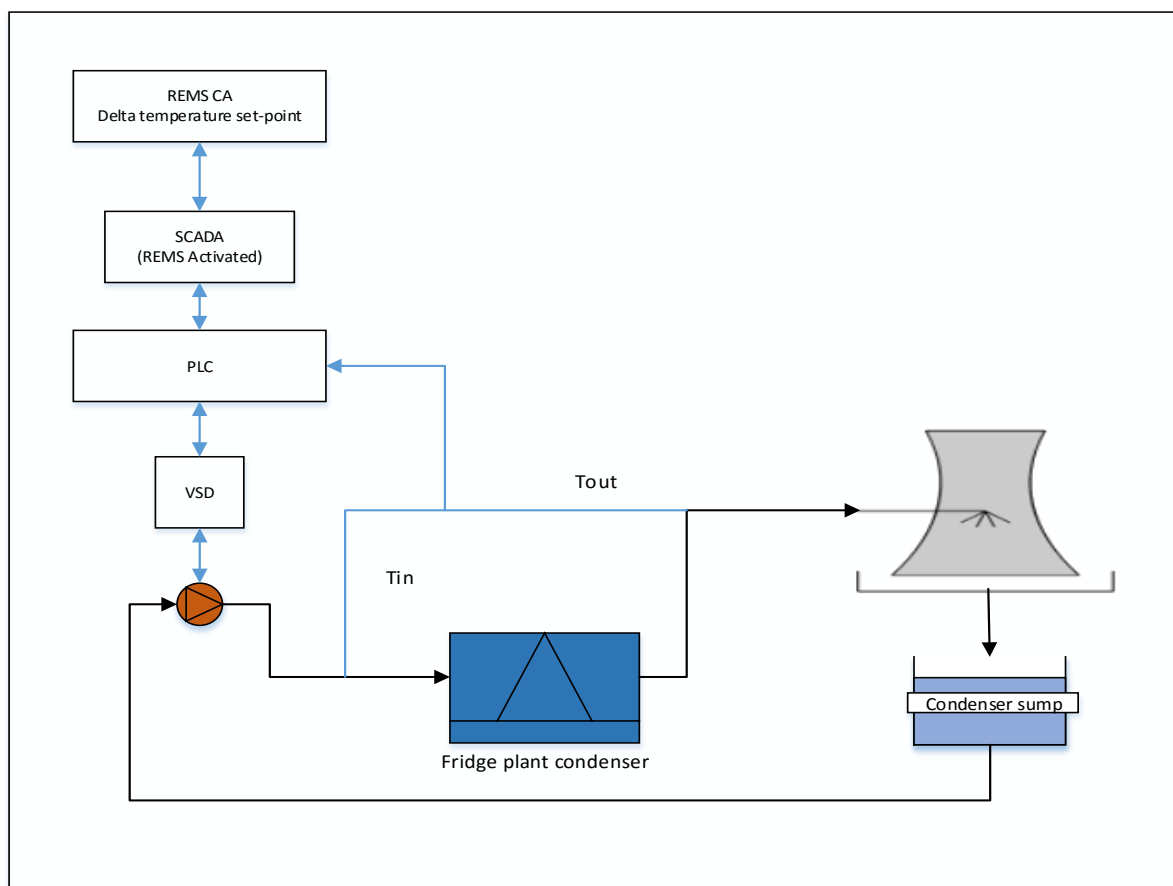 REMS CA
Delta temperature set-point
SCADA
(REMS Activated)
PLC
VSD
Tout
Tin
Condenser sump
Fridge plant condenser